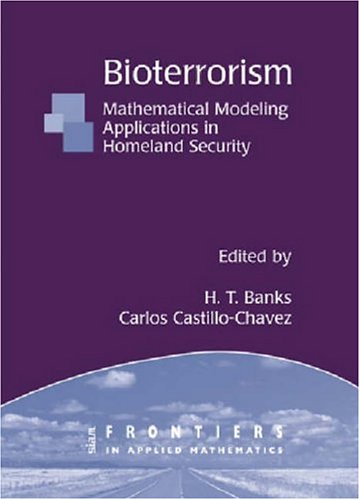 Bioterrorism
Mathematical Modeling
Applications in
Homeland Security
Edited by
H. T. Banks
Carlos Castillo-Chavez
siam
FRONTIERS
IN APPLIED MATHEMATICS